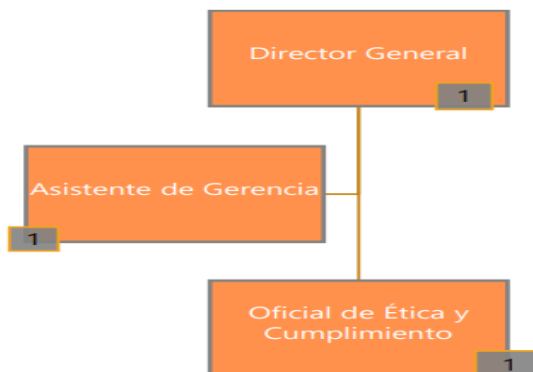 Director General
1
Asistente de Gerencia
1
Oficial de Ética y
Cumplimiento
1